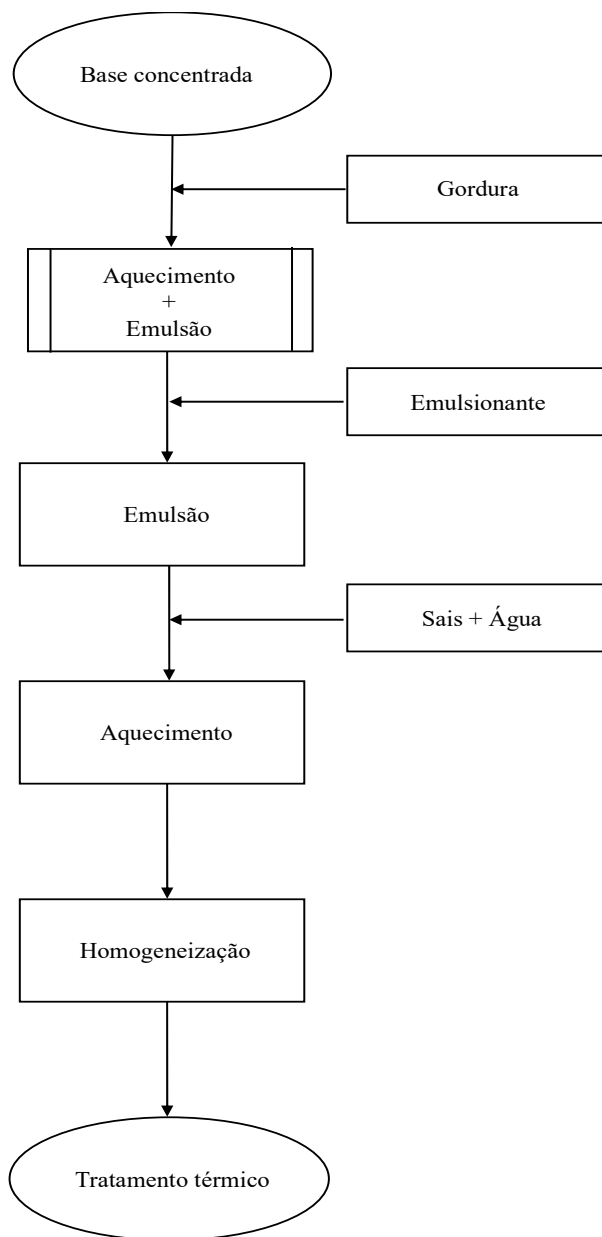 Base concentrada
Gordura
Aquecimento
+
Emulsão
Emulsionante
Emulsão
Sais + Água
Aquecimento
Homogeneização
Tratamento térmico